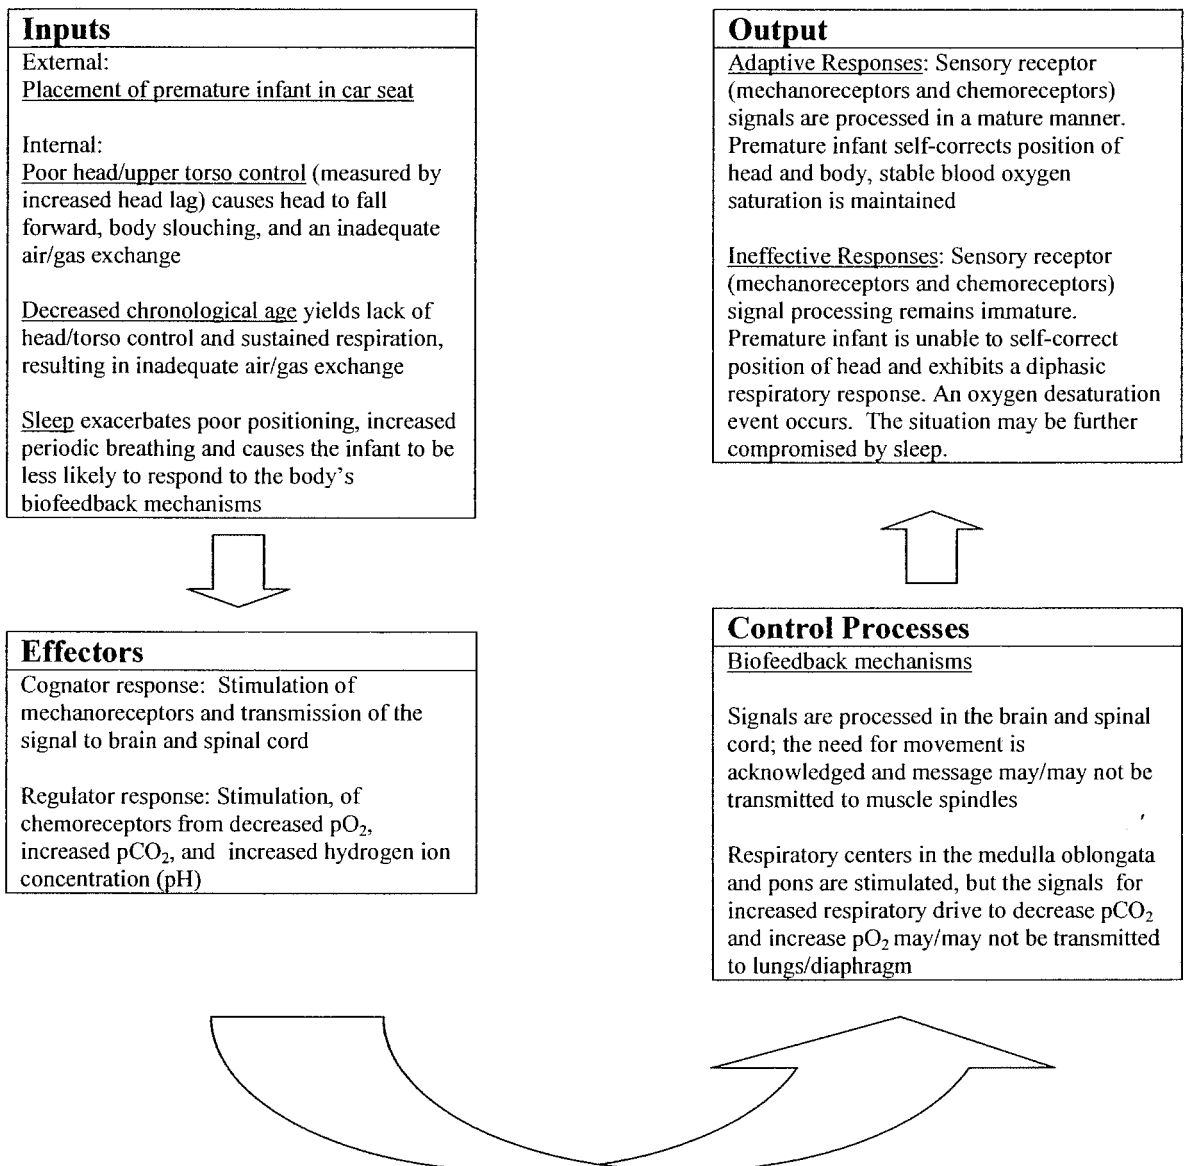 Inputs
External:
Placement of premature infant in car seat
Internal:
Poor head/upper torso control (measured by
increased head lag) causes head to fall
forward, body slouching, and an inadequate
air/gas exchange
Decreased chronological age yields lack of
head/torso control and sustained respiration,
resulting in inadequate air/gas exchange
Sleep exacerbates poor positioning, increased
periodic breathing and causes the infant to be
less likely to respond to the body's
biofeedback mechanisms
Effectors
Cognator response: Stimulation of
mechanoreceptors and transmission of the
signal to brain and spinal cord
Regulator response: Stimulation, of
chemoreceptors from decreased pO₂,
increased pCO₂, and increased hydrogen ion
concentration (pH)
Control Processes
Biofeedback mechanisms
Signals are processed in the brain and spinal
cord; the need for movement is
acknowledged and message may/may not be
transmitted to muscle spindles
Respiratory centers in the medulla oblongata
and pons are stimulated, but the signals for
increased respiratory drive to decrease pCO₂
and increase pO₂ may/may not be transmitted
to lungs/diaphragm
Output
Adaptive Responses: Sensory receptor
(mechanoreceptors and chemoreceptors)
signals are processed in a mature manner.
Premature infant self-corrects position of
head and body, stable blood oxygen
saturation is maintained
Ineffective Responses: Sensory receptor
(mechanoreceptors and chemoreceptors)
signal processing remains immature.
Premature infant is unable to self-correct
position of head and exhibits a diphasic
respiratory response. An oxygen desaturation
event occurs. The situation may be further
compromised by sleep.